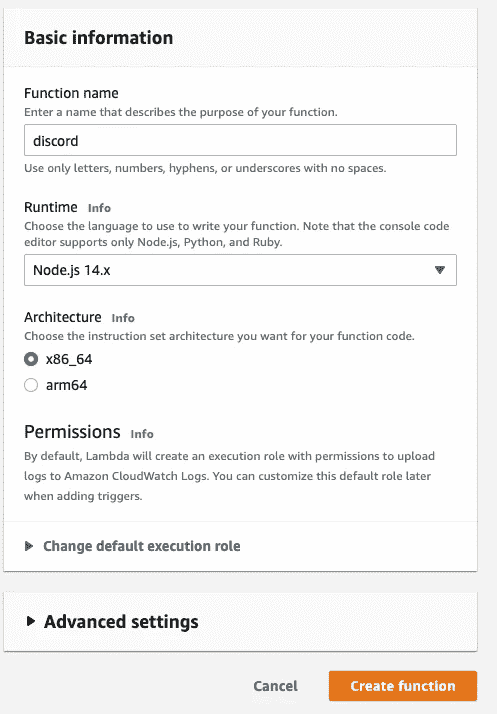 Basic information
Function name
Enter a name that describes the purpose of your function.
discord
Use only letters, numbers, hyphens, or underscores with no spaces.
Runtime Info
Choose the language to use to write your function. Note that the console code
editor supports only Node.js, Python, and Ruby.
Node.js 14.x
Architecture Info
Choose the instruction set architecture you want for your function code.
x86_64
arm64
Permissions Info
By default, Lambda will create an execution role with permissions to upload
logs to Amazon CloudWatch Logs. You can customize this default role later
when adding triggers.
Change default execution role
Advanced settings
Cancel Create function